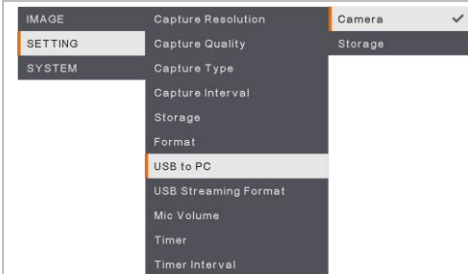 IMAGE
SETTING
SYSTEM
Capture Resolution
Capture Quality
Capture Type
Capture Interval
Storage
Format
USB to PC
USB Streaming Format
Mic Volume
Timer
Timer Interval
Camera
Storage